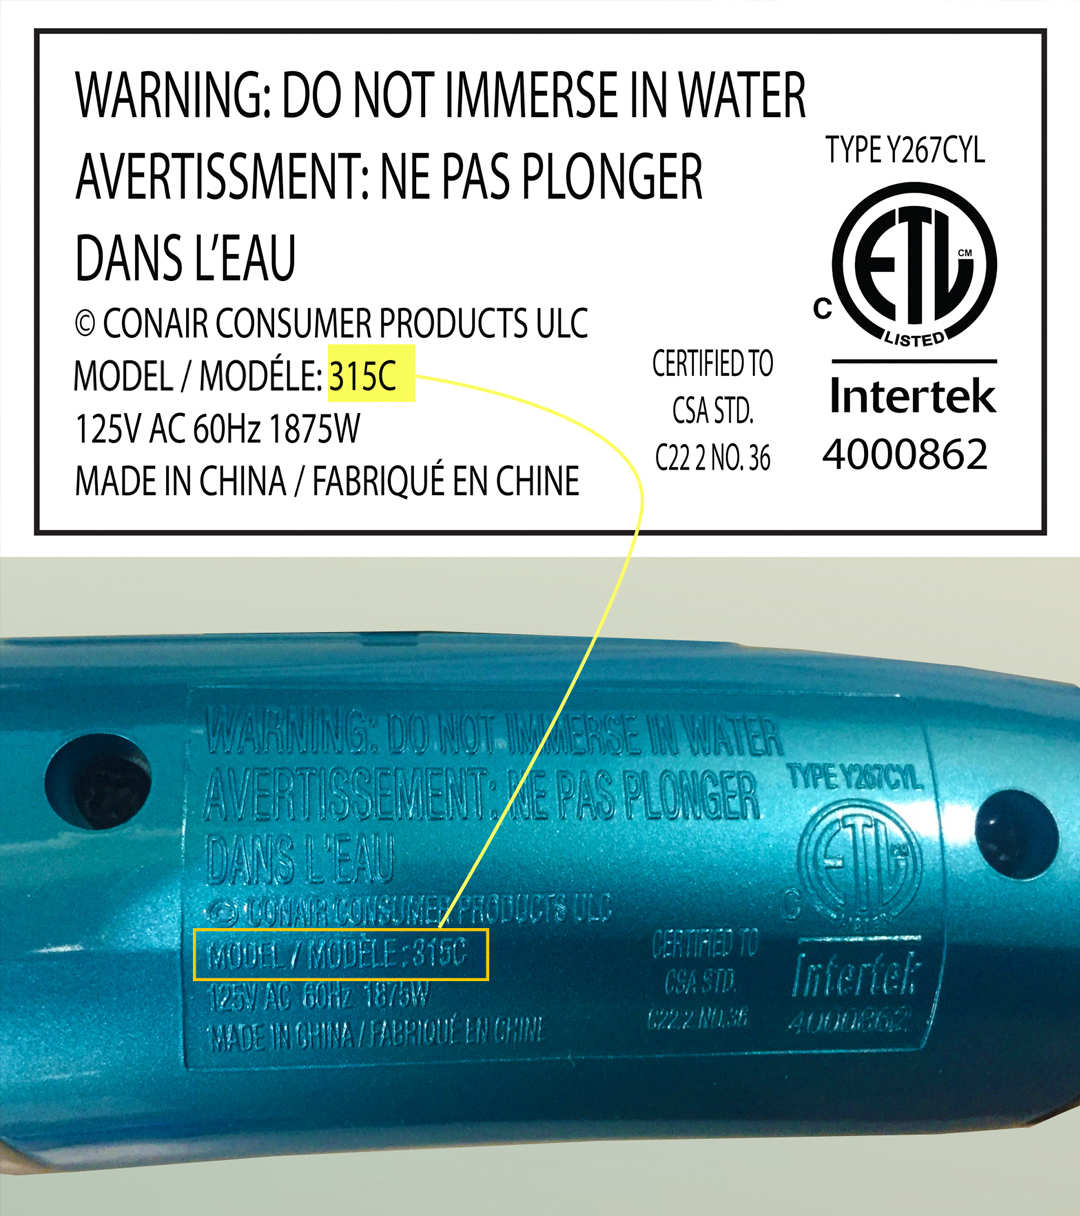 WARNING: DO NOT IMMERSE IN WATER
AVERTISSMENT: NE PAS PLONGER
DANS L'EAU
© CONAIR CONSUMER PRODUCTS ULC
MODEL / MODÉLE: 315C
125V AC 60Hz 1875W
MADE IN CHINA / FABRIQUÉ EN CHINE
CERTIFIED TO
CSA STD.
C22 2 NO. 36
TYPE Y267CYL
ETL CM
C
LISTED
Intertek
4000862
WARNING: DO NOT IMMERSE IN WATER
AVERTISSEMENT: NE PAS PLONGER
DANS L'EAU
© CONAIR CONSUMER PRODUCTS ULC
MODEL / MODÈLE : 315C
125V AC 60Hz 1875W
MADE IN CHINA / FABRIQUÉ EN CHINE
CERTIFIED TO
CSA STD.
C22.2 NO.36
TYPE Y267CYL
ETL
C
Intertek
4000862